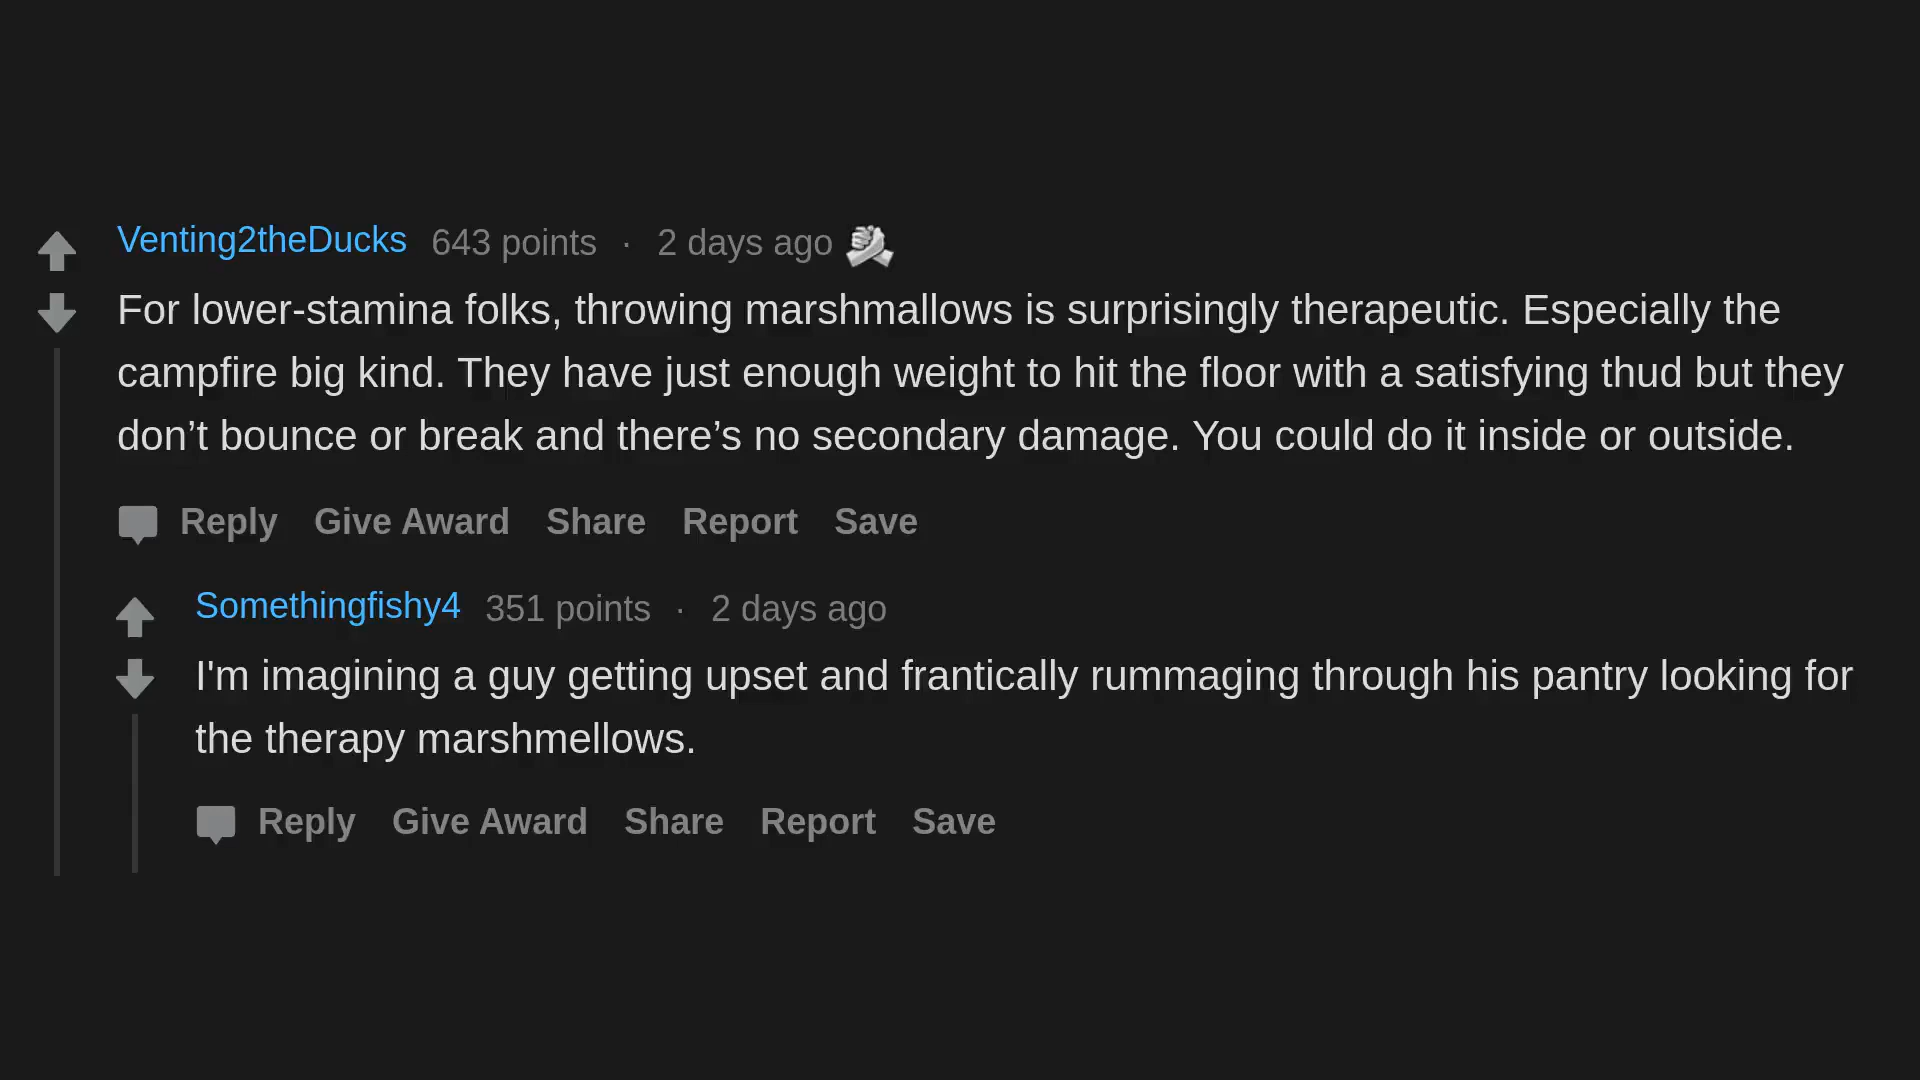 Venting2theDucks 643 points · 2 days ago
For lower-stamina folks, throwing marshmallows is surprisingly therapeutic. Especially the
campfire big kind. They have just enough weight to hit the floor with a satisfying thud but they
don’t bounce or break and there’s no secondary damage. You could do it inside or outside.
Reply Give Award Share Report Save
Somethingfishy4 351 points · 2 days ago
I'm imagining a guy getting upset and frantically rummaging through his pantry looking for
the therapy marshmellows.
Reply Give Award Share Report Save